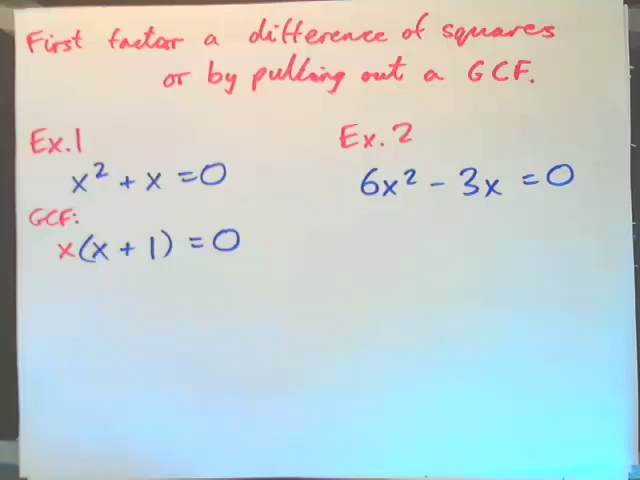 First factor a difference of squares
or by pulling out a GCF.
Ex.1
x² + x = 0
GCF:
x(x + 1) = 0
Ex. 2
6x² - 3x = 0